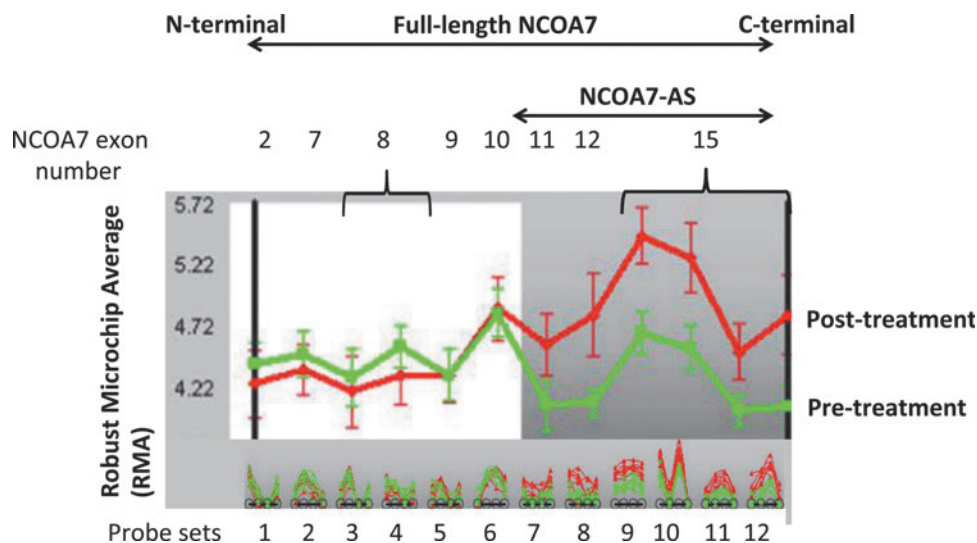 N-terminal Full-length NCOA7 C-terminal
NCOA7-AS
NCOA7 exon number
2 7 8 9 10 11 12 15
5.72
5.22
4.72
4.22
Robust Microchip Average (RMA)
Post-treatment
Pre-treatment
Probe sets 1 2 3 4 5 6 7 8 9 10 11 12